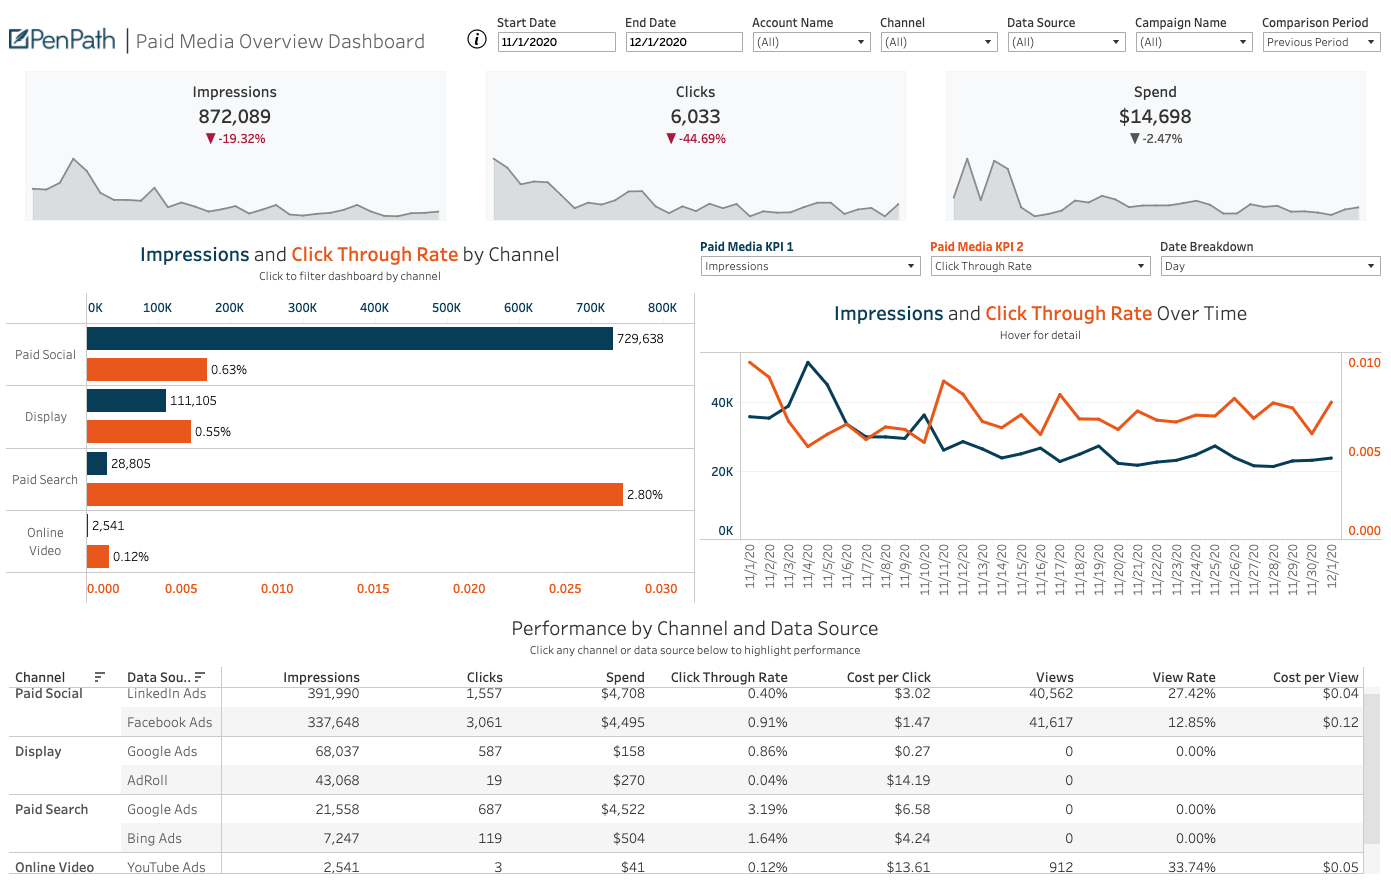 PenPath | Paid Media Overview Dashboard
i
Start Date
End Date
Account Name
Channel
Data Source
Campaign Name
Comparison Period
11/1/2020
12/1/2020
(All)
(All)
(All)
(All)
Previous Period
Impressions
872,089
▼ -19.32%
Clicks
6,033
▼ -44.69%
Spend
$14,698
▼ -2.47%
Impressions and Click Through Rate by Channel
Click to filter dashboard by channel
0K 100K 200K 300K 400K 500K 600K 700K 800K
Paid Social
729,638
0.63%
Display
111,105
0.55%
Paid Search
28,805
2.80%
Online
Video
2,541
0.12%
0.000 0.005 0.010 0.015 0.020 0.025 0.030
Paid Media KPI 1
Paid Media KPI 2
Date Breakdown
Impressions
Click Through Rate
Day
Impressions and Click Through Rate Over Time
Hover for detail
40K
20K
0K
0.010
0.005
0.000
11/1/20
11/2/20
11/3/20
11/4/20
11/5/20
11/6/20
11/7/20
11/8/20
11/9/20
11/10/20
11/11/20
11/12/20
11/13/20
11/14/20
11/15/20
11/16/20
11/17/20
11/18/20
11/19/20
11/20/20
11/21/20
11/22/20
11/23/20
11/24/20
11/25/20
11/26/20
11/27/20
11/28/20
11/29/20
11/30/20
12/1/20
Performance by Channel and Data Source
Click any channel or data source below to highlight performance
Channel Data Sou.. Impressions Clicks Spend Click Through Rate Cost per Click Views View Rate Cost per View
Paid Social LinkedIn Ads 391,990 1,557 $4,708 0.40% $3.02 40,562 27.42% $0.04
Facebook Ads 337,648 3,061 $4,495 0.91% $1.47 41,617 12.85% $0.12
Display Google Ads 68,037 587 $158 0.86% $0.27 0 0.00%
AdRoll 43,068 19 $270 0.04% $14.19 0
Paid Search Google Ads 21,558 687 $4,522 3.19% $6.58 0 0.00%
Bing Ads 7,247 119 $504 1.64% $4.24 0 0.00%
Online Video YouTube Ads 2,541 3 $41 0.12% $13.61 912 33.74% $0.05